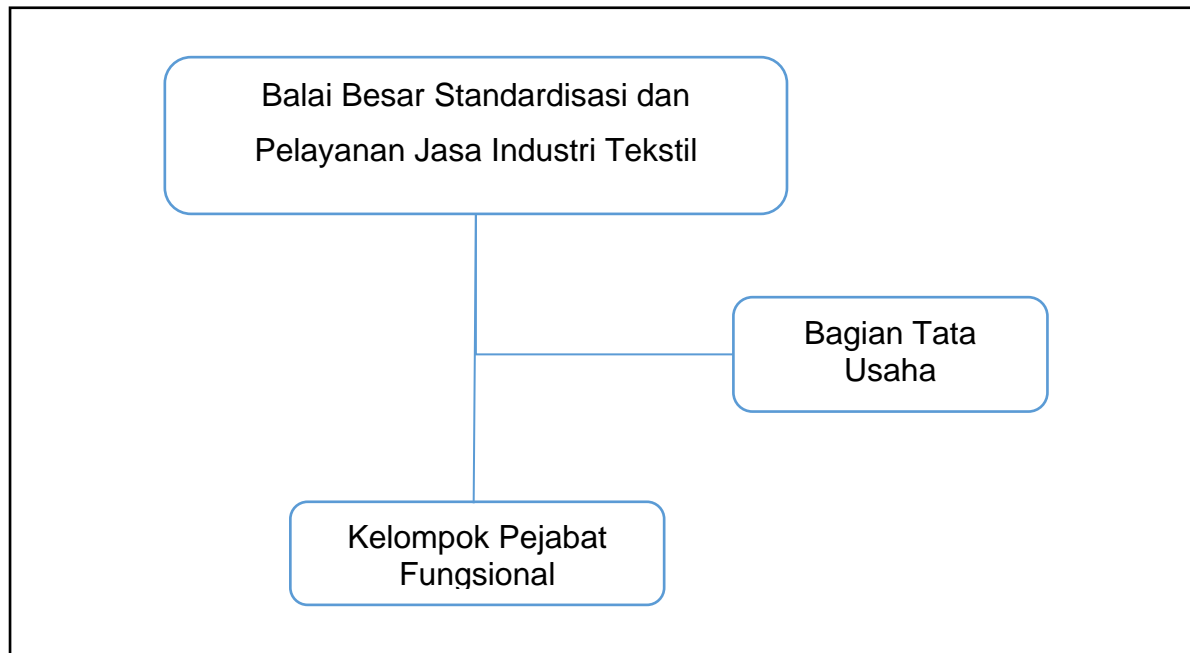 Balai Besar Standardisasi dan
Pelayanan Jasa Industri Tekstil
Bagian Tata
Usaha
Kelompok Pejabat
Fungsional